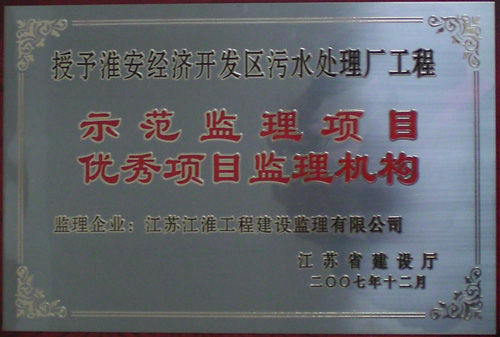 授予淮安经济开发区污水处理厂工程
示范监理项目
优秀项目监理机构
监理企业：江苏江淮工程建设监理有限公司
江苏省建设厅
二〇〇七年十二月